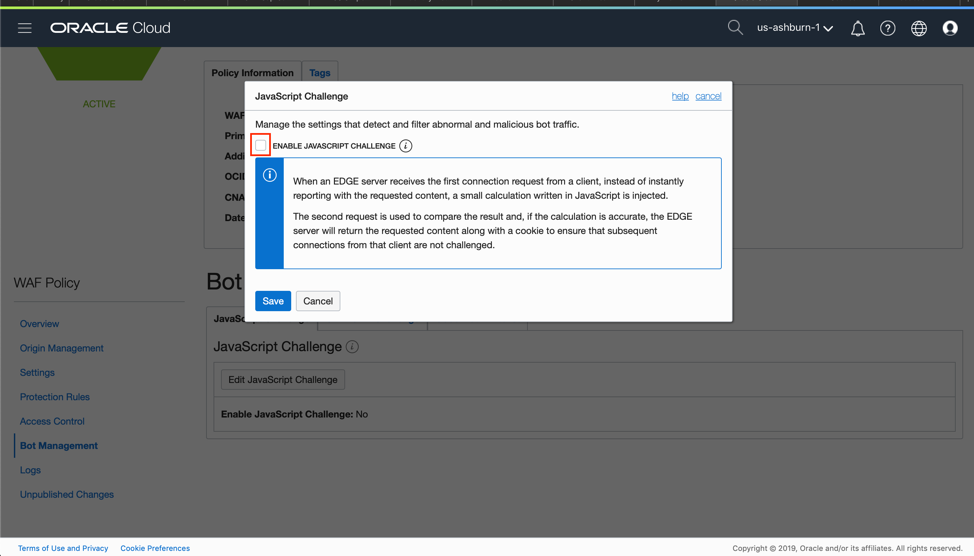 ORACLE Cloud
us-ashburn-1
ACTIVE
Policy Information
Tags
WAF
Prim
Addi
OCID
CNA
Date
JavaScript Challenge
help
cancel
Manage the settings that detect and filter abnormal and malicious bot traffic.
ENABLE JAVASCRIPT CHALLENGE
When an EDGE server receives the first connection request from a client, instead of instantly
reporting with the requested content, a small calculation written in JavaScript is injected.
The second request is used to compare the result and, if the calculation is accurate, the EDGE
server will return the requested content along with a cookie to ensure that subsequent
connections from that client are not challenged.
Save
Cancel
WAF Policy
Overview
Origin Management
Settings
Protection Rules
Access Control
Bot Management
Logs
Unpublished Changes
Bot
JavaSc
JavaScript Challenge
Edit JavaScript Challenge
Enable JavaScript Challenge: No
Terms of Use and Privacy
Cookie Preferences
Copyright © 2019, Oracle and/or its affiliates. All rights reserved.